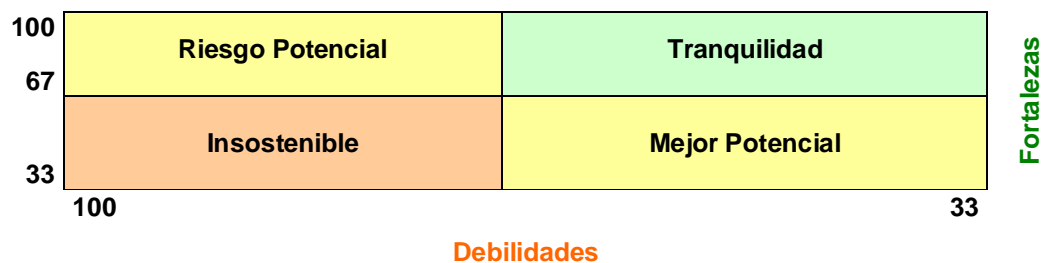 100
Riesgo Potencial
Tranquilidad
67
Insostenible
Mejor Potencial
33
100
33
Debilidades
Fortalezas